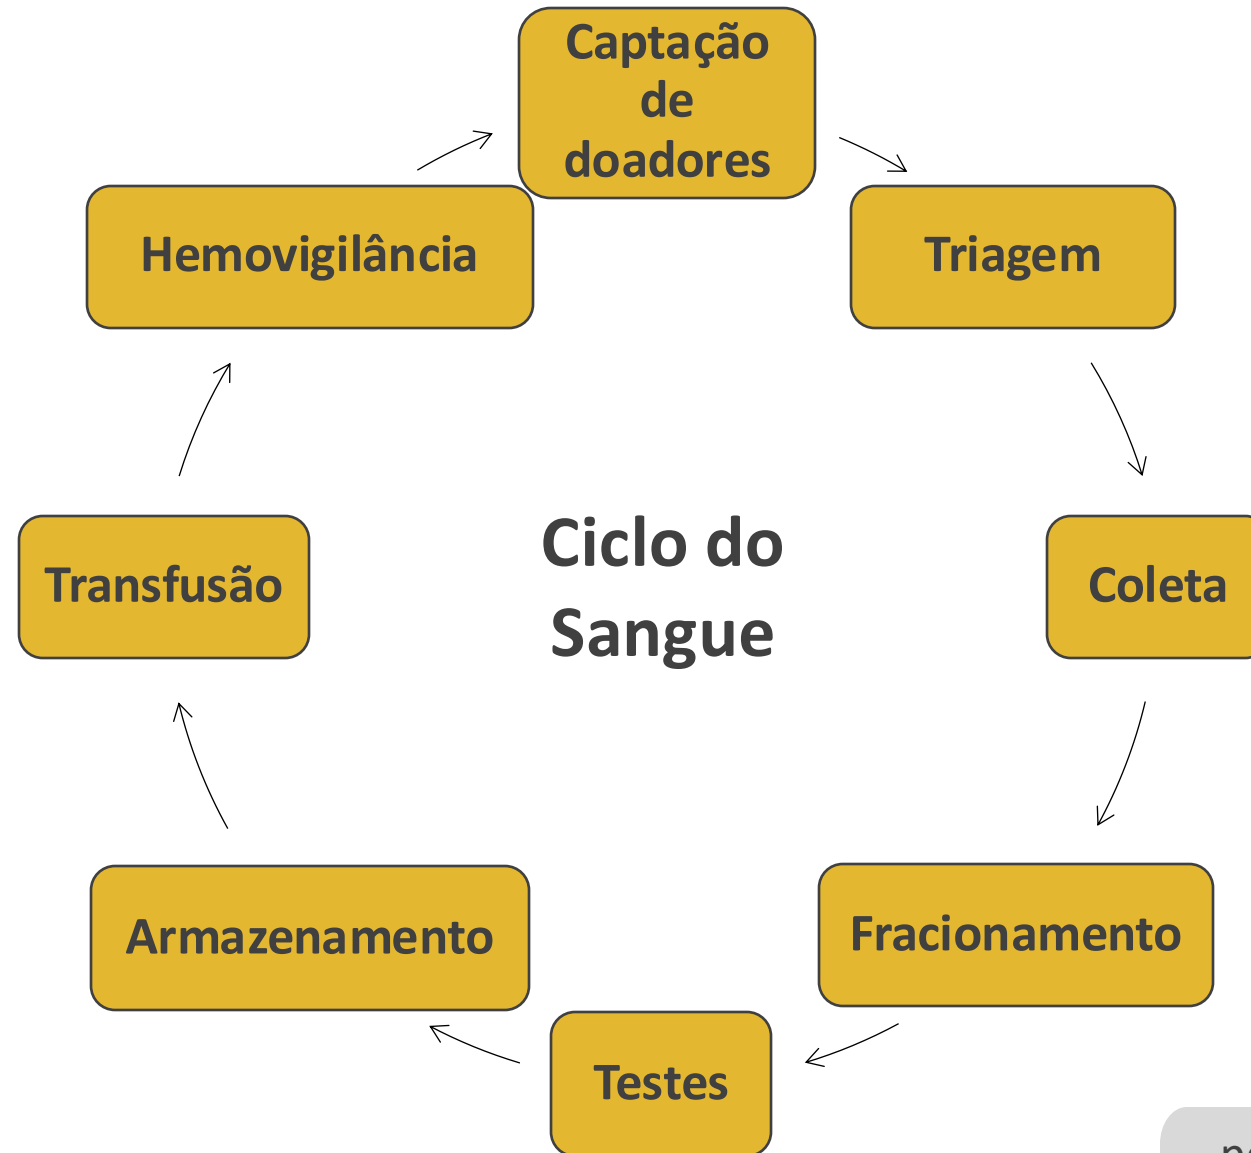 Captação
de
doadores
Hemovigilância
Triagem
Ciclo do
Sangue
Transfusão
Coleta
Armazenamento
Fracionamento
Testes